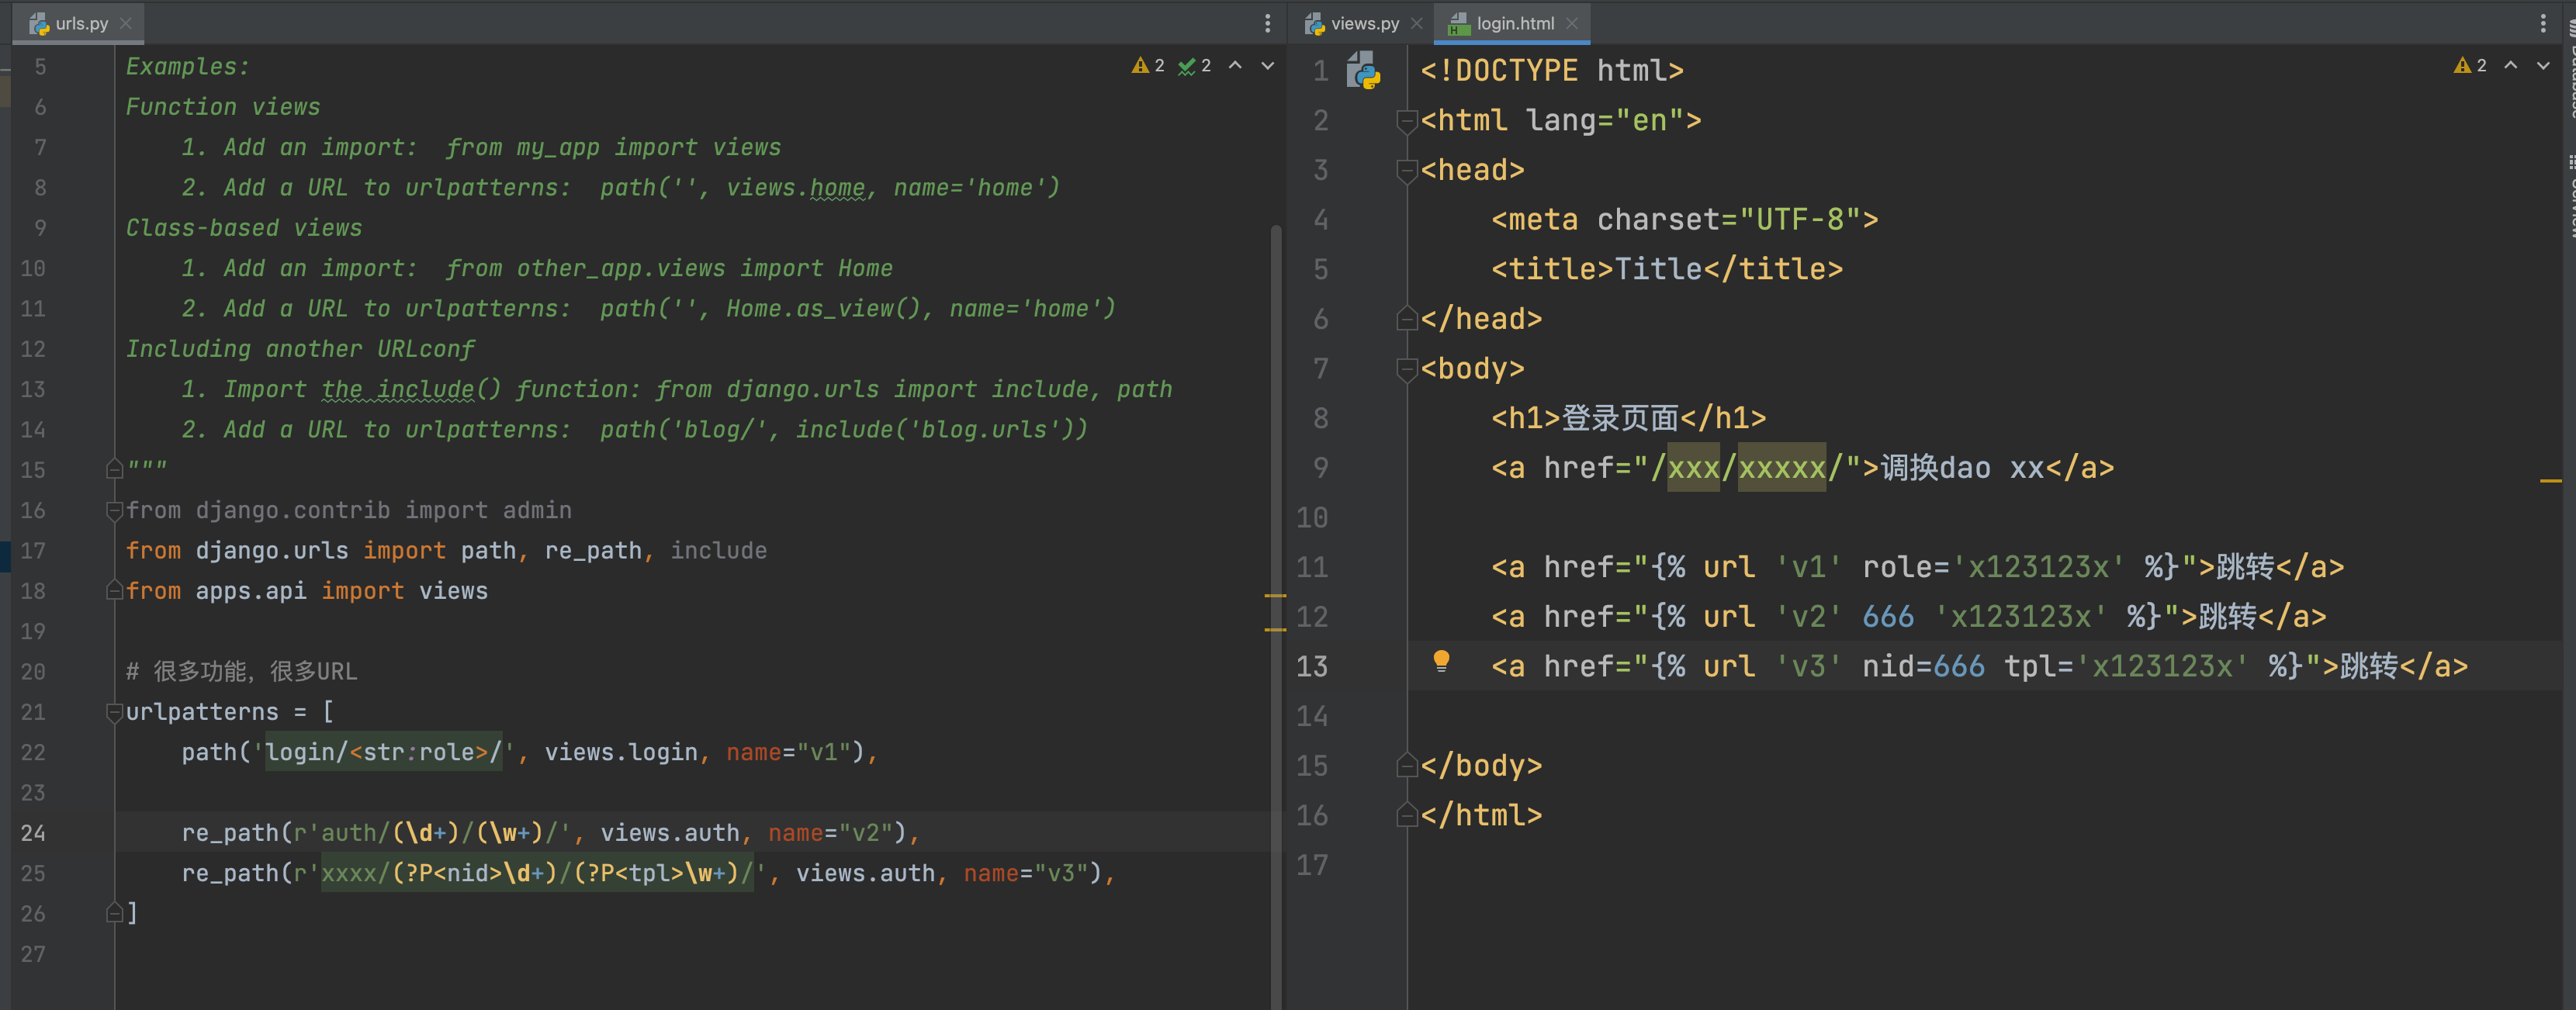 urls.py
2 2
5 Examples:
6 Function views
7     1. Add an import:  from my_app import views
8     2. Add a URL to urlpatterns:  path('', views.home, name='home')
9 Class-based views
10     1. Add an import:  from other_app.views import Home
11     2. Add a URL to urlpatterns:  path('', Home.as_view(), name='home')
12 Including another URLconf
13     1. Import the include() function: from django.urls import include, path
14     2. Add a URL to urlpatterns:  path('blog/', include('blog.urls'))
15 """
16 from django.contrib import admin
17 from django.urls import path, re_path, include
18 from apps.api import views
19
20 # 很多功能，很多URL
21 urlpatterns = [
22     path('login/<str:role>/', views.login, name="v1"),
23
24     re_path(r'auth/(\d+)/(\w+)/', views.auth, name="v2"),
25     re_path(r'xxxx/(?P<nid>\d+)/(?P<tpl>\w+)/', views.auth, name="v3"),
26 ]
27
views.py login.html
2
1 <!DOCTYPE html>
2 <html lang="en">
3 <head>
4     <meta charset="UTF-8">
5     <title>Title</title>
6 </head>
7 <body>
8     <h1>登录页面</h1>
9     <a href="/xxx/xxxxx/">调换dao xx</a>
10
11     <a href="{% url 'v1' role='x123123x' %}">跳转</a>
12     <a href="{% url 'v2' 666 'x123123x' %}">跳转</a>
13     <a href="{% url 'v3' nid=666 tpl='x123123x' %}">跳转</a>
14
15 </body>
16 </html>
17